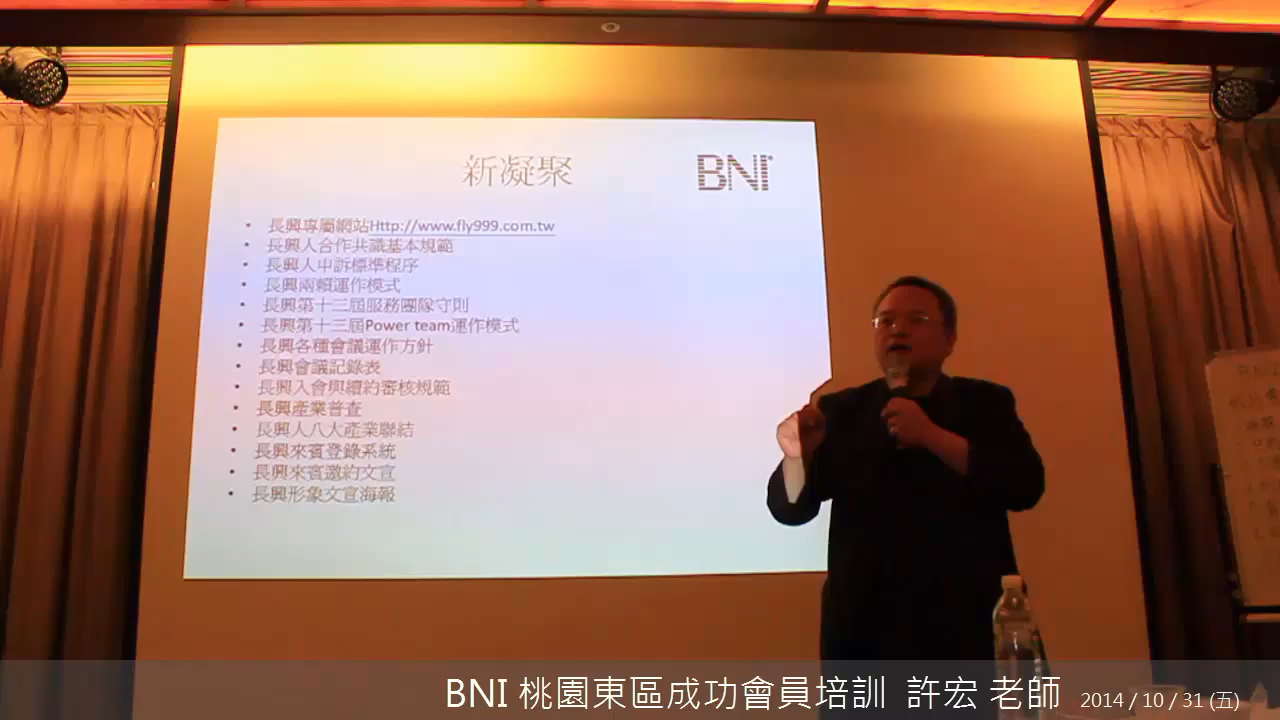 新凝聚
BNI
• 長興專屬網站Http://www.fly999.com.tw
• 長興人合作共識基本規範
• 長興人申訴標準程序
• 長興兩賴運作模式
• 長興第十三屆服務團隊守則
• 長興第十三屆Power team運作模式
• 長興各種會議運作方針
• 長興會議記錄表
• 長興入會與續約審核規範
• 長興產業普查
• 長興人八大產業聯結
• 長興來賓登錄系統
• 長興來賓邀約文宣
• 長興形象文宣海報
BNI 桃園東區成功會員培訓 許宏 老師 2014 / 10 / 31 (五)